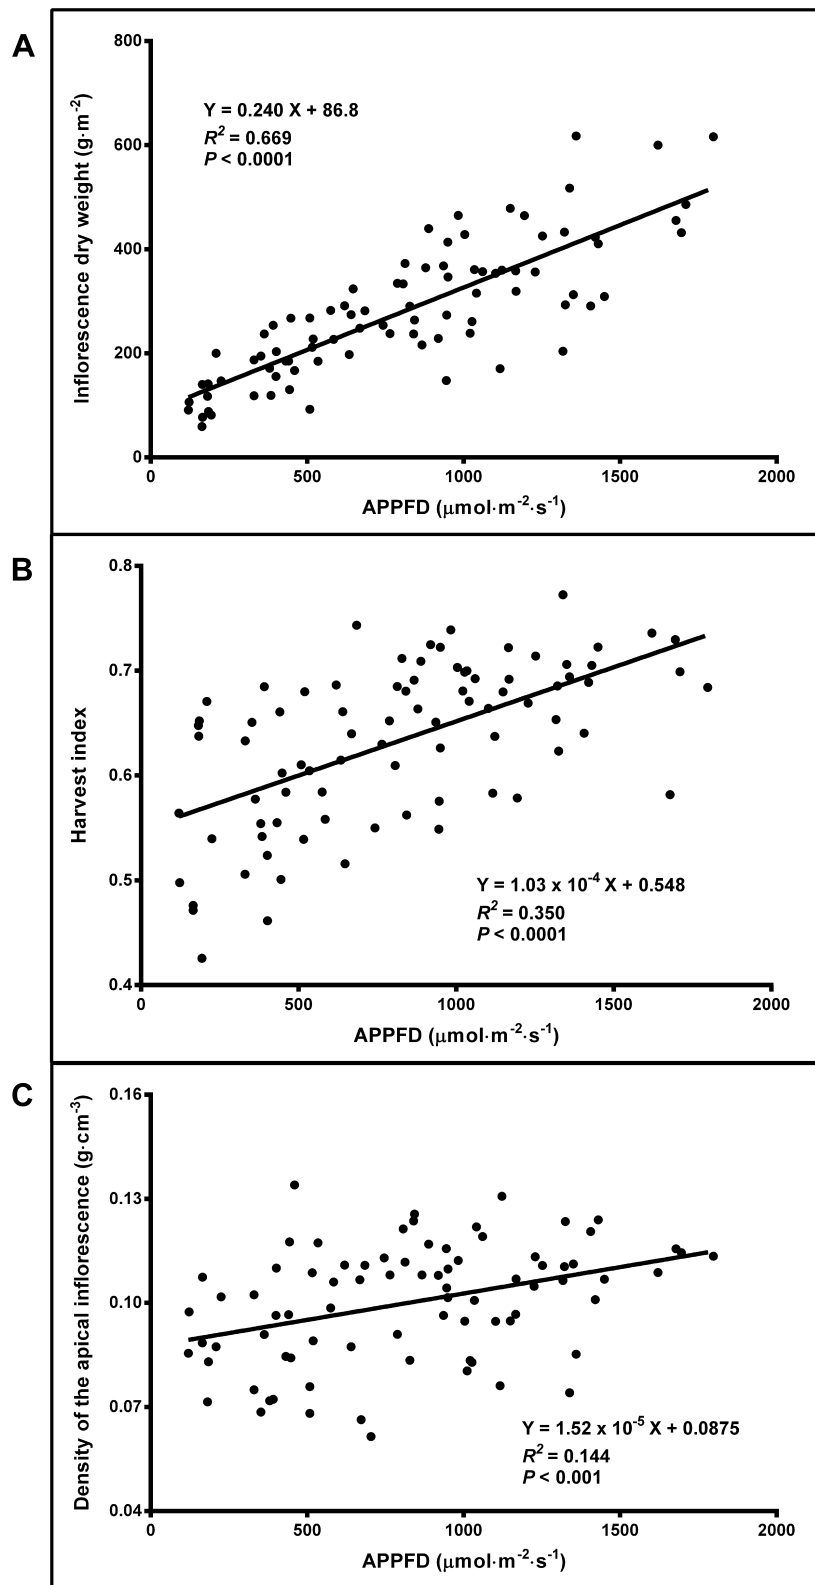 A
Inflorescence dry weight (g·m⁻²)
800
600
400
200
0
Y = 0.240 X + 86.8
R² = 0.669
P < 0.0001
0 500 1000 1500 2000
APPFD (μmol·m⁻²·s⁻¹)
B
Harvest index
0.8
0.7
0.6
0.5
0.4
Y = 1.03 x 10⁻⁴ X + 0.548
R² = 0.350
P < 0.0001
0 500 1000 1500 2000
APPFD (μmol·m⁻²·s⁻¹)
C
Density of the apical inflorescence (g·cm⁻³)
0.16
0.13
0.10
0.07
0.04
Y = 1.52 x 10⁻⁵ X + 0.0875
R² = 0.144
P < 0.001
0 500 1000 1500 2000
APPFD (μmol·m⁻²·s⁻¹)